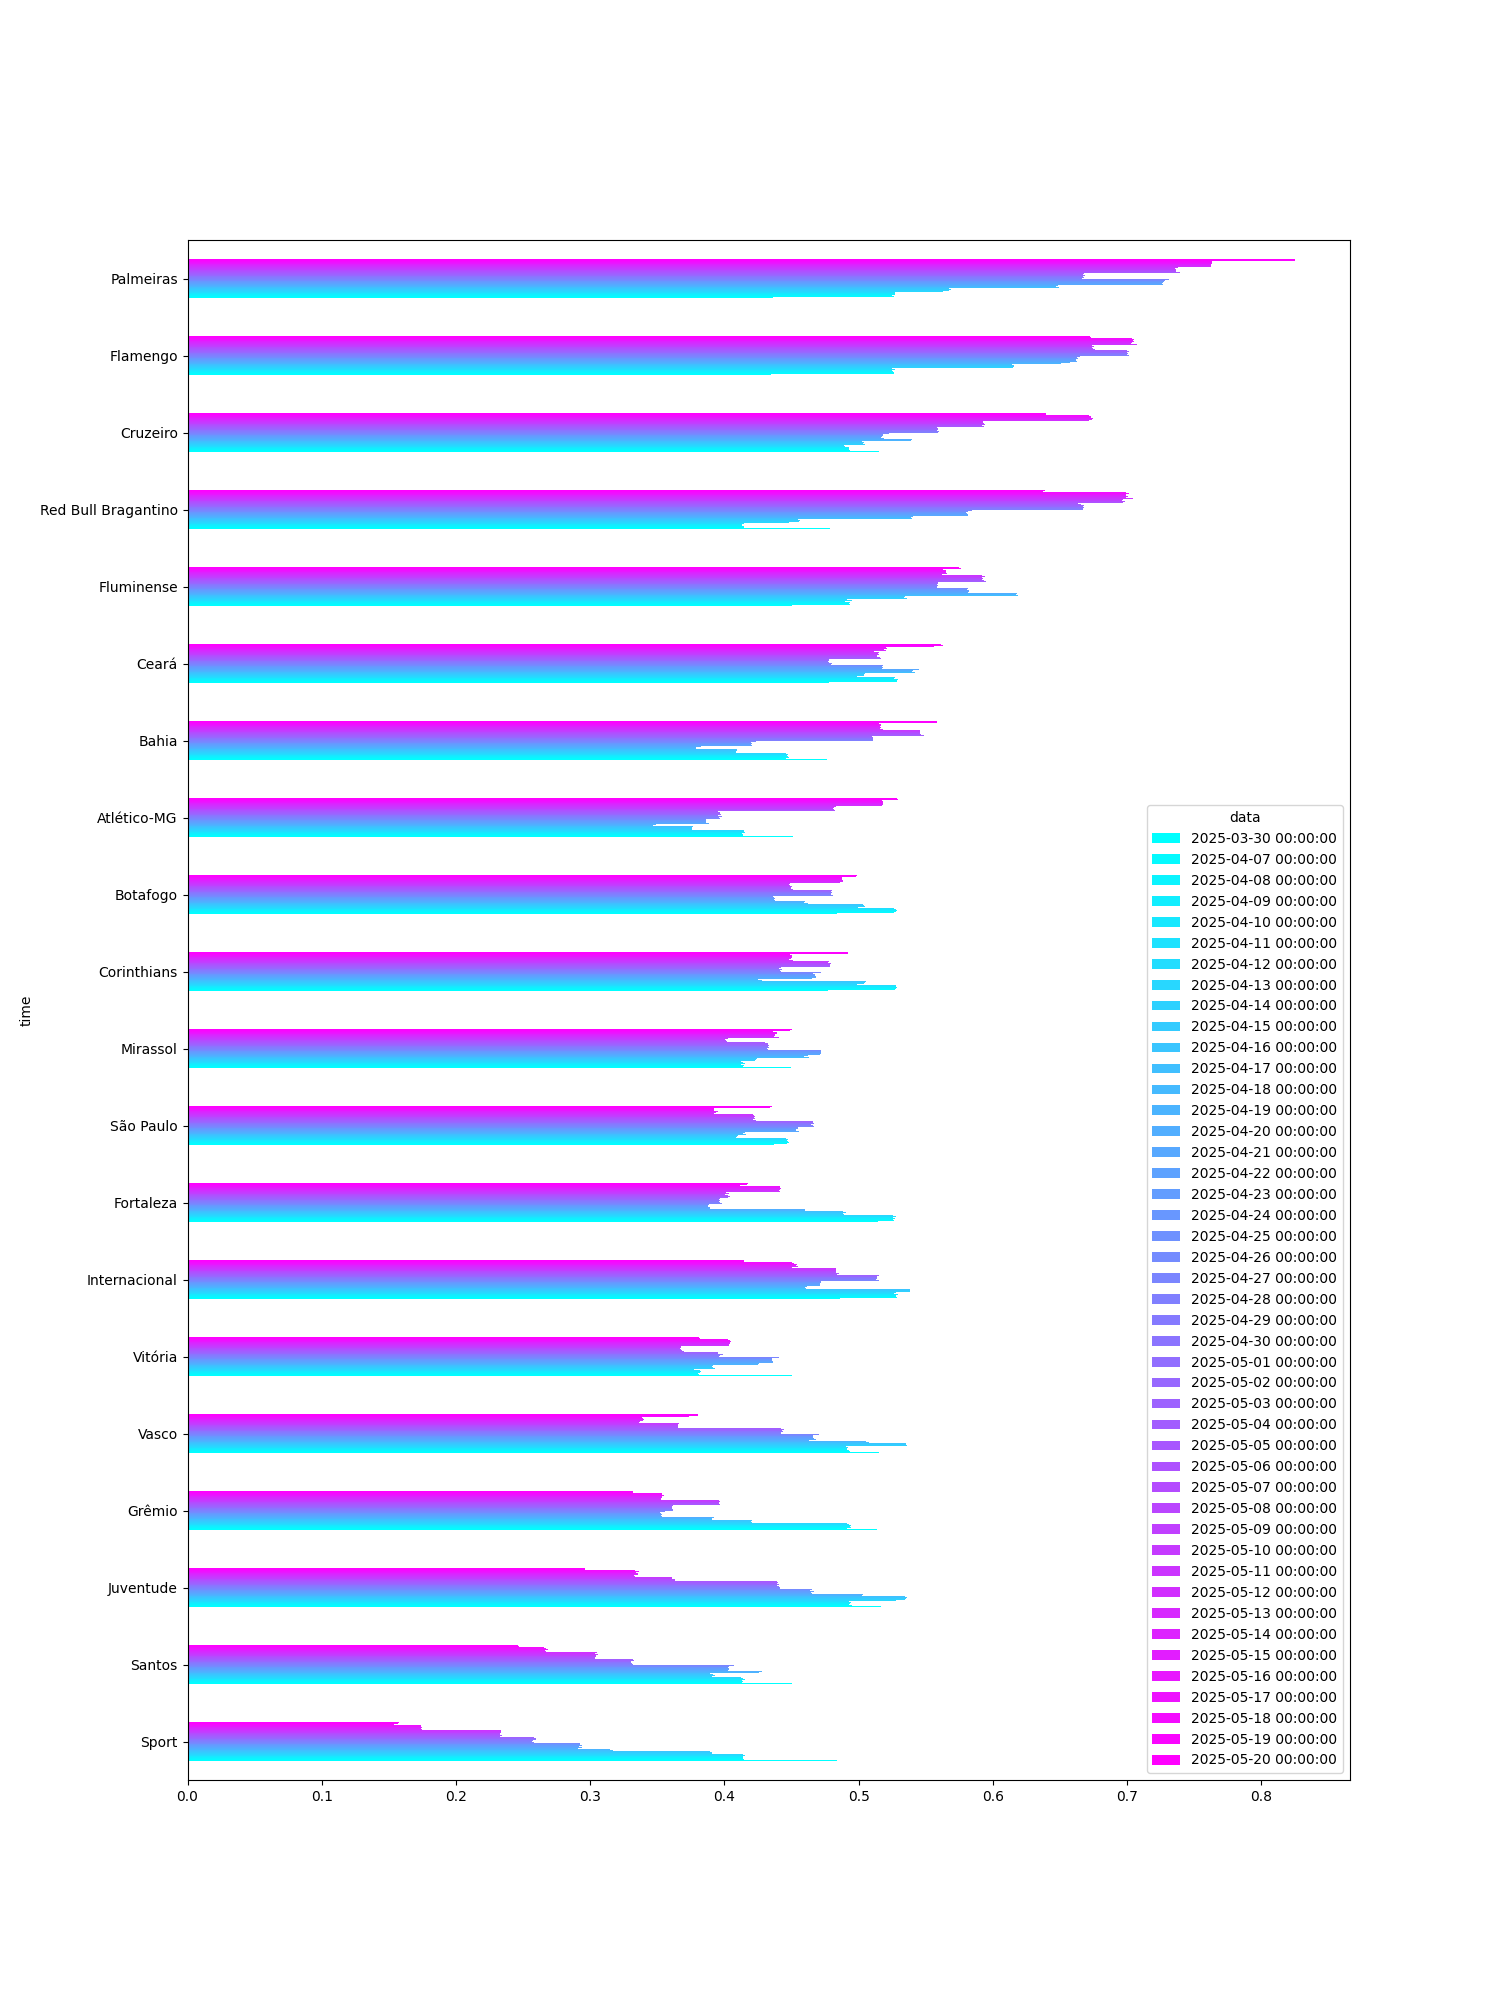 Palmeiras
Flamengo
Cruzeiro
Red Bull Bragantino
Fluminense
Ceará
Bahia
Atlético-MG
Botafogo
Corinthians
Mirassol
São Paulo
Fortaleza
Internacional
Vitória
Vasco
Grêmio
Juventude
Santos
Sport
time
0.0 0.1 0.2 0.3 0.4 0.5 0.6 0.7 0.8
data
2025-03-30 00:00:00
2025-04-07 00:00:00
2025-04-08 00:00:00
2025-04-09 00:00:00
2025-04-10 00:00:00
2025-04-11 00:00:00
2025-04-12 00:00:00
2025-04-13 00:00:00
2025-04-14 00:00:00
2025-04-15 00:00:00
2025-04-16 00:00:00
2025-04-17 00:00:00
2025-04-18 00:00:00
2025-04-19 00:00:00
2025-04-20 00:00:00
2025-04-21 00:00:00
2025-04-22 00:00:00
2025-04-23 00:00:00
2025-04-24 00:00:00
2025-04-25 00:00:00
2025-04-26 00:00:00
2025-04-27 00:00:00
2025-04-28 00:00:00
2025-04-29 00:00:00
2025-04-30 00:00:00
2025-05-01 00:00:00
2025-05-02 00:00:00
2025-05-03 00:00:00
2025-05-04 00:00:00
2025-05-05 00:00:00
2025-05-06 00:00:00
2025-05-07 00:00:00
2025-05-08 00:00:00
2025-05-09 00:00:00
2025-05-10 00:00:00
2025-05-11 00:00:00
2025-05-12 00:00:00
2025-05-13 00:00:00
2025-05-14 00:00:00
2025-05-15 00:00:00
2025-05-16 00:00:00
2025-05-17 00:00:00
2025-05-18 00:00:00
2025-05-19 00:00:00
2025-05-20 00:00:00